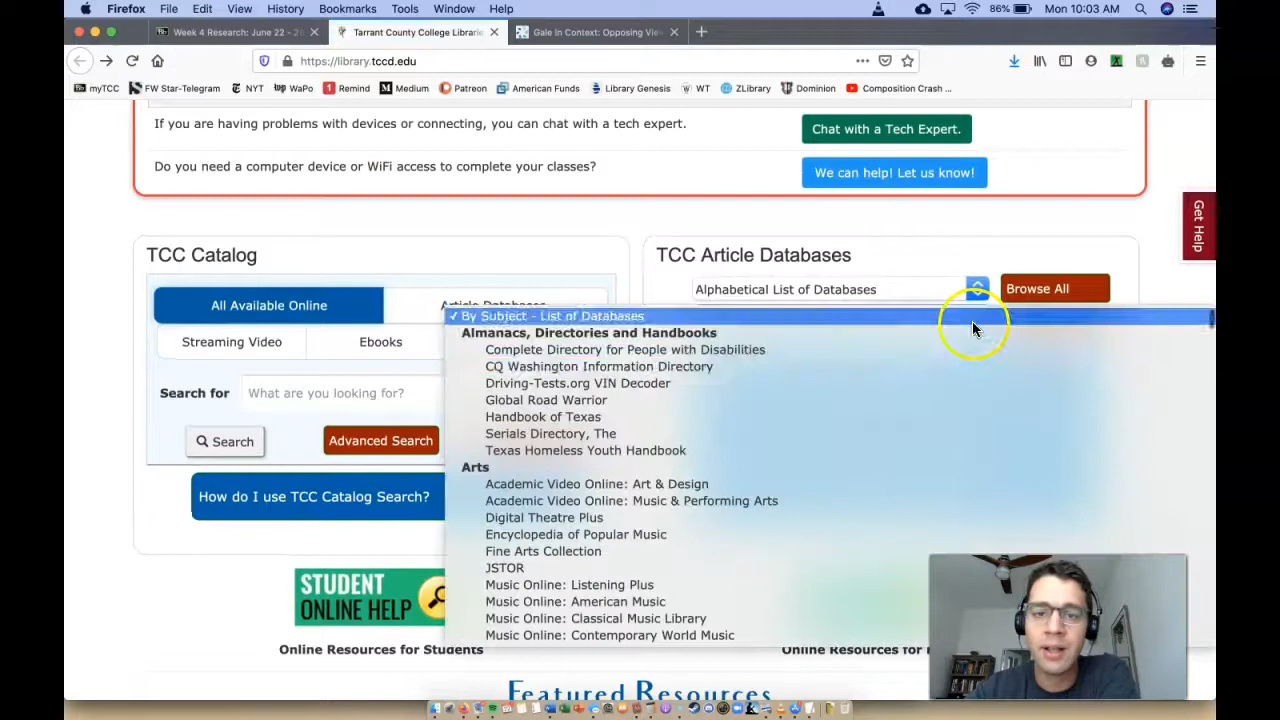 Firefox File Edit View History Bookmarks Tools Window Help 86% Mon 10:03 AM
Week 4 Research: June 22 - 2
Tarrant County College Librarie
Gale In Context: Opposing View
https://library.tccd.edu
myTCC FW Star-Telegram NYT WaPo Remind Medium Patreon American Funds Library Genesis WT ZLibrary Dominion Composition Crash ...
If you are having problems with devices or connecting, you can chat with a tech expert.
Chat with a Tech Expert.
Do you need a computer device or WiFi access to complete your classes?
We can help! Let us know!
Get Help
TCC Catalog
All Available Online
Article Databases
Streaming Video
Ebooks
Search for
What are you looking for?
Search
Advanced Search
How do I use TCC Catalog Search?
TCC Article Databases
Alphabetical List of Databases
Browse All
✓ By Subject - List of Databases
Almanacs, Directories and Handbooks
Complete Directory for People with Disabilities
CQ Washington Information Directory
Driving-Tests.org VIN Decoder
Global Road Warrior
Handbook of Texas
Serials Directory, The
Texas Homeless Youth Handbook
Arts
Academic Video Online: Art & Design
Academic Video Online: Music & Performing Arts
Digital Theatre Plus
Encyclopedia of Popular Music
Fine Arts Collection
JSTOR
Music Online: Listening Plus
Music Online: American Music
Music Online: Classical Music Library
Music Online: Contemporary World Music
STUDENT
ONLINE HELP
Online Resources for Students
Online Resources for
Featured Resources